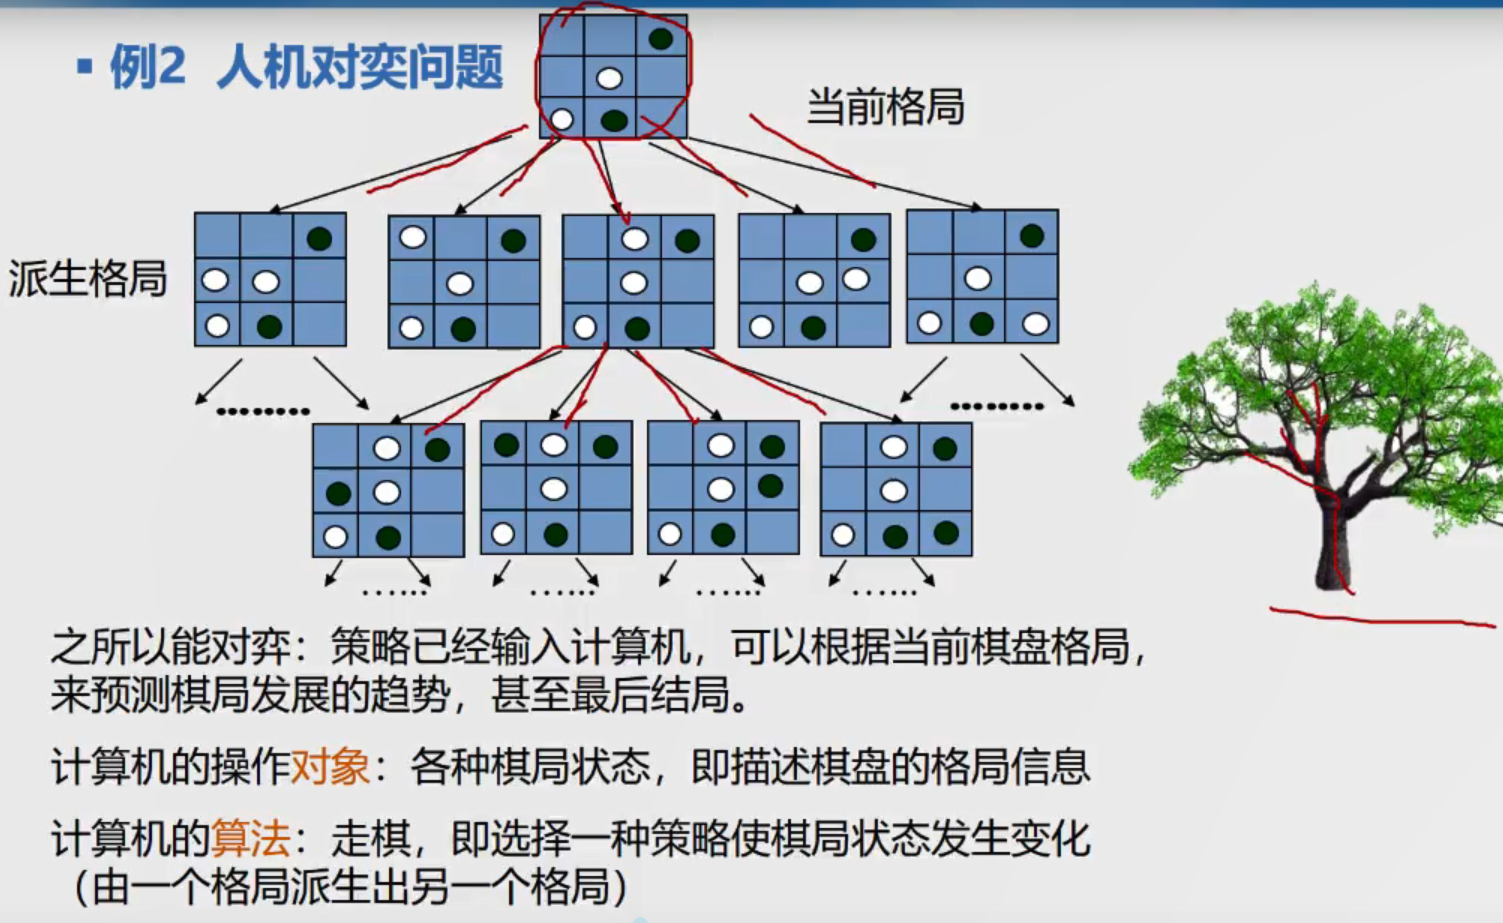 ▪ 例2 人机对弈问题
当前格局
派生格局
之所以能对弈：策略已经输入计算机，可以根据当前棋盘格局，
来预测棋局发展的趋势，甚至最后结局。
计算机的操作对象：各种棋局状态，即描述棋盘的格局信息
计算机的算法：走棋，即选择一种策略使棋局状态发生变化
（由一个格局派生出另一个格局）